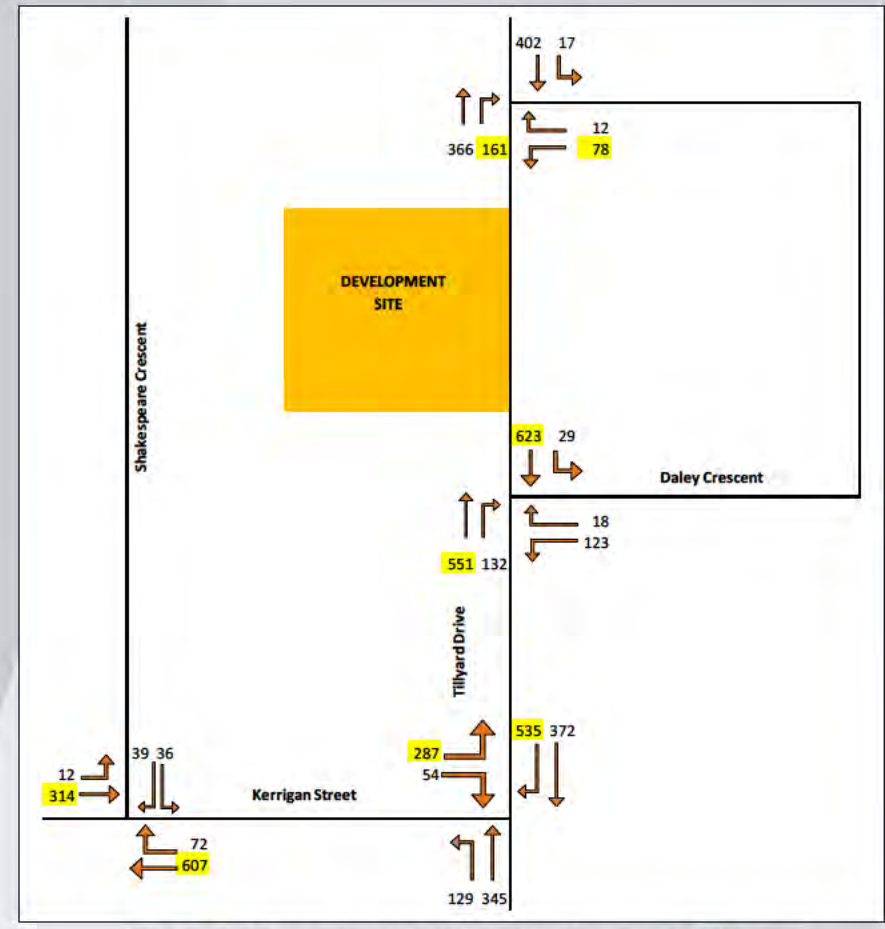 402 17
12
366 161
78
DEVELOPMENT
SITE
Shakespeare Crescent
623 29
Daley Crescent
18
123
551 132
Tillyard Drive
535 372
39 36
287
12
54
314
Kerrigan Street
72
607
129 345